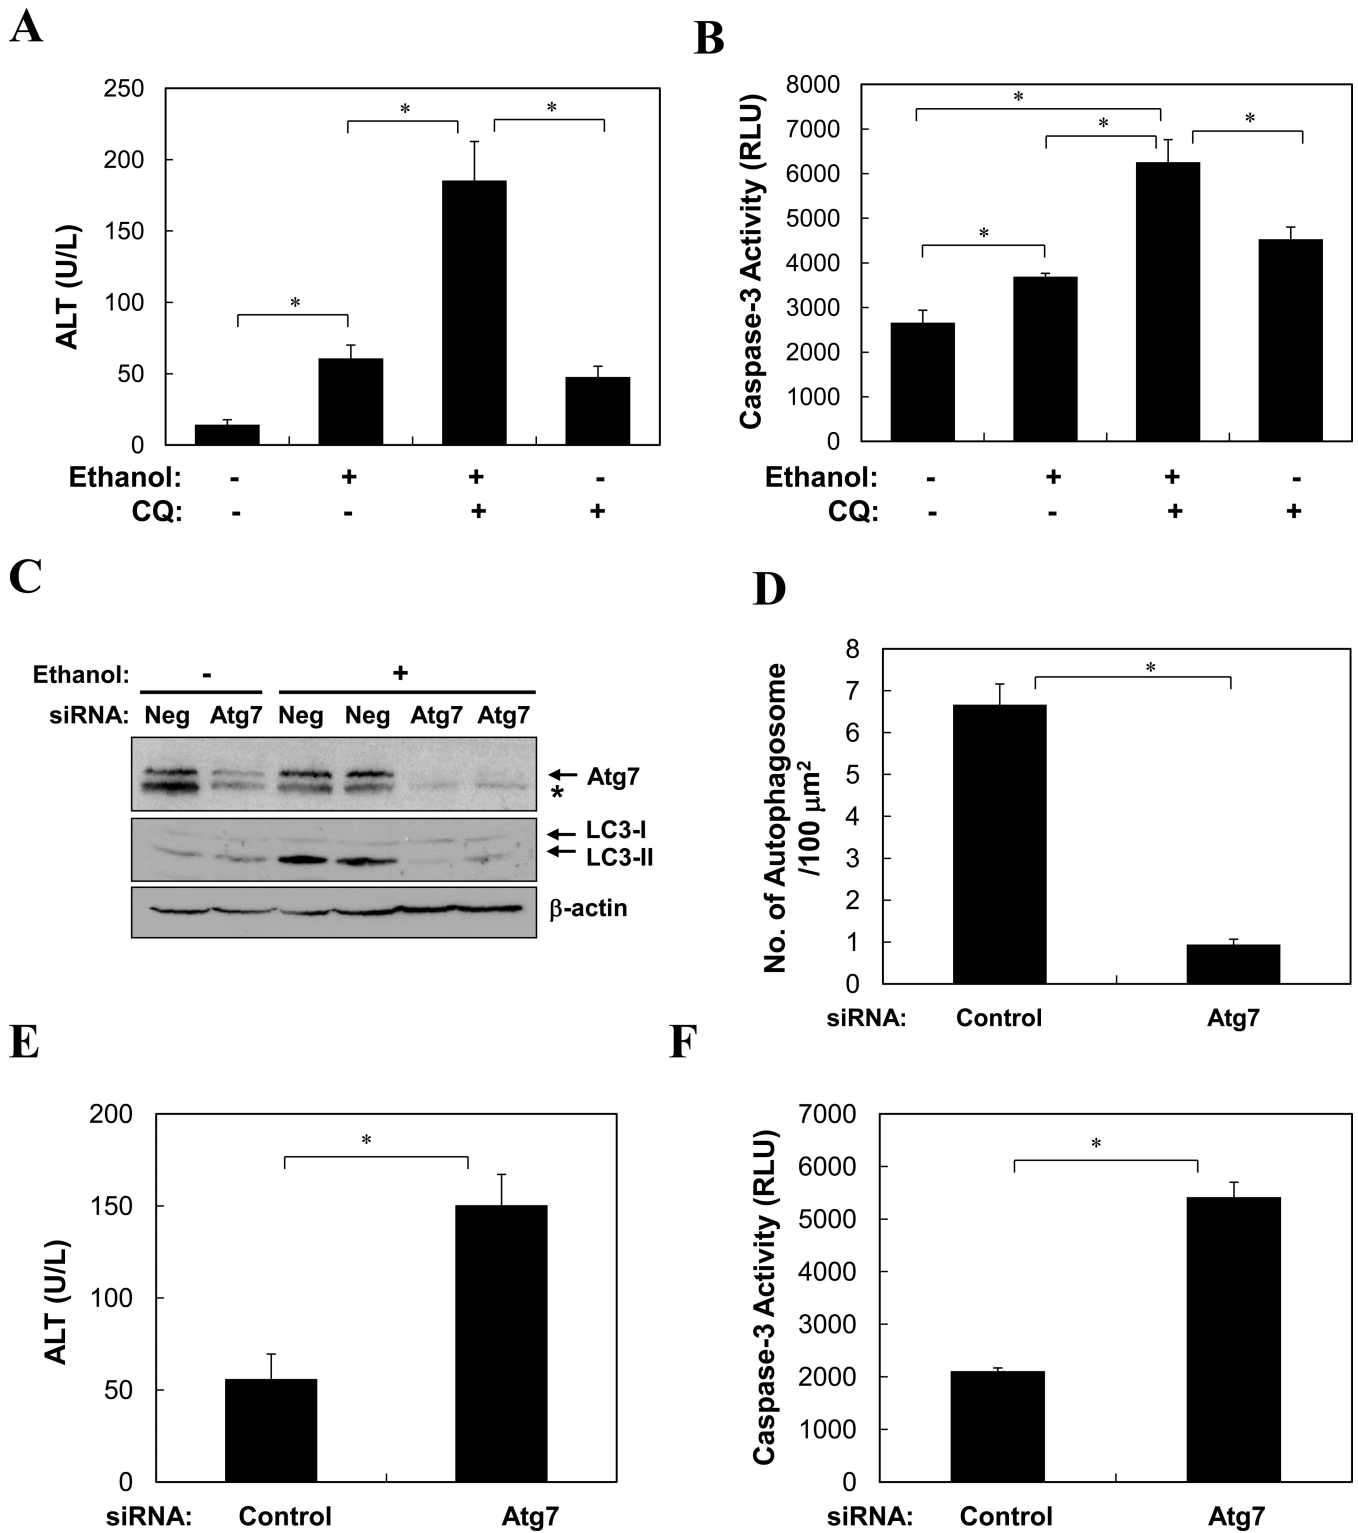 A
250
200
150
100
50
0
ALT (U/L)
*
*
*
Ethanol: - + + -
CQ: - - + +
B
8000
7000
6000
5000
4000
3000
2000
1000
0
Caspase-3 Activity (RLU)
*
*
*
*
Ethanol: - + + -
CQ: - - + +
C
Ethanol: - +
siRNA: Neg Atg7 Neg Neg Atg7 Atg7
Atg7
*
LC3-I
LC3-II
β-actin
D
8
7
6
5
4
3
2
1
0
No. of Autophagosome
/100 μm²
*
siRNA: Control Atg7
E
200
150
100
50
0
ALT (U/L)
*
siRNA: Control Atg7
F
7000
6000
5000
4000
3000
2000
1000
0
Caspase-3 Activity (RLU)
*
siRNA: Control Atg7